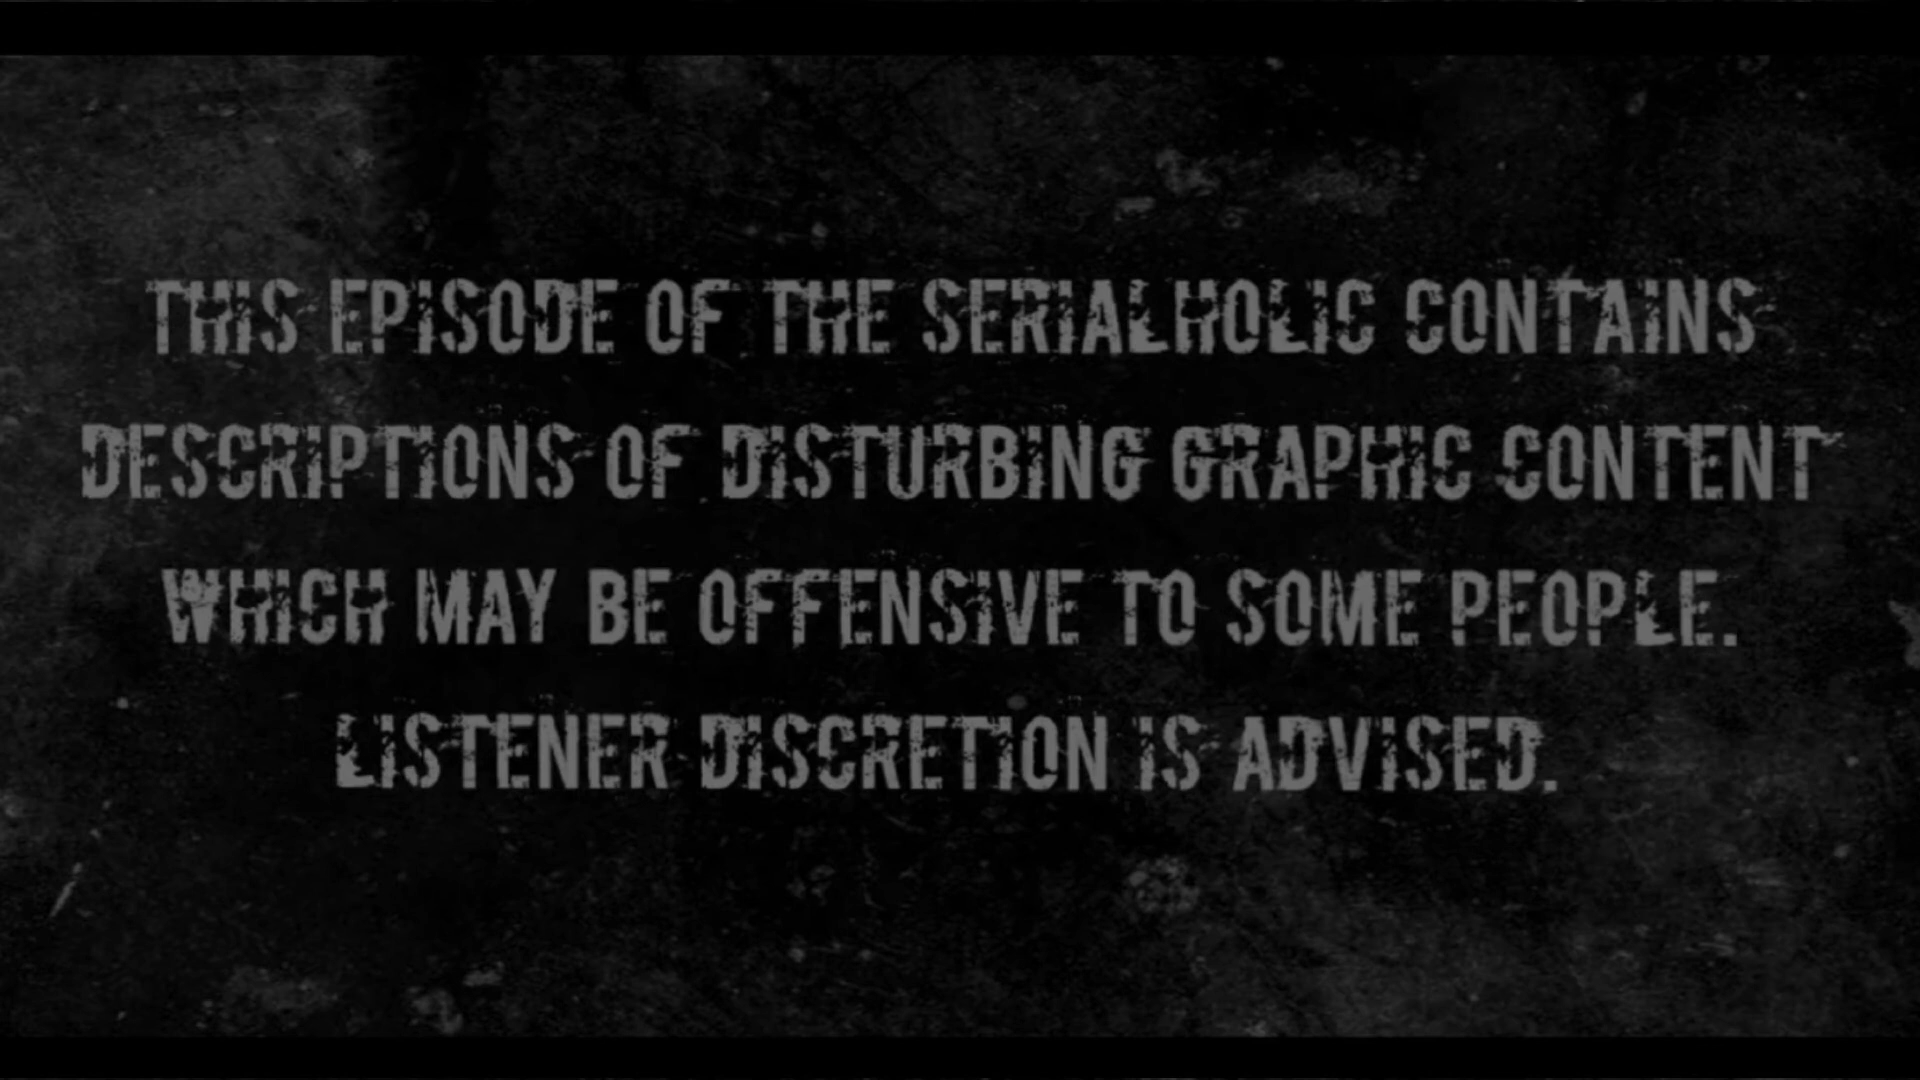 THIS EPISODE OF THE SERIALHOLIC CONTAINS
DESCRIPTIONS OF DISTURBING GRAPHIC CONTENT
WHICH MAY BE OFFENSIVE TO SOME PEOPLE.
LISTENER DISCRETION IS ADVISED.